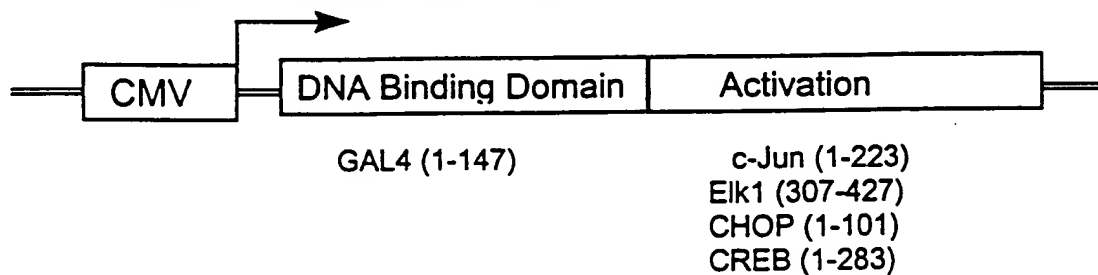 CMV DNA Binding Domain Activation
GAL4 (1-147) c-Jun (1-223)
Elk1 (307-427)
CHOP (1-101)
CREB (1-283)